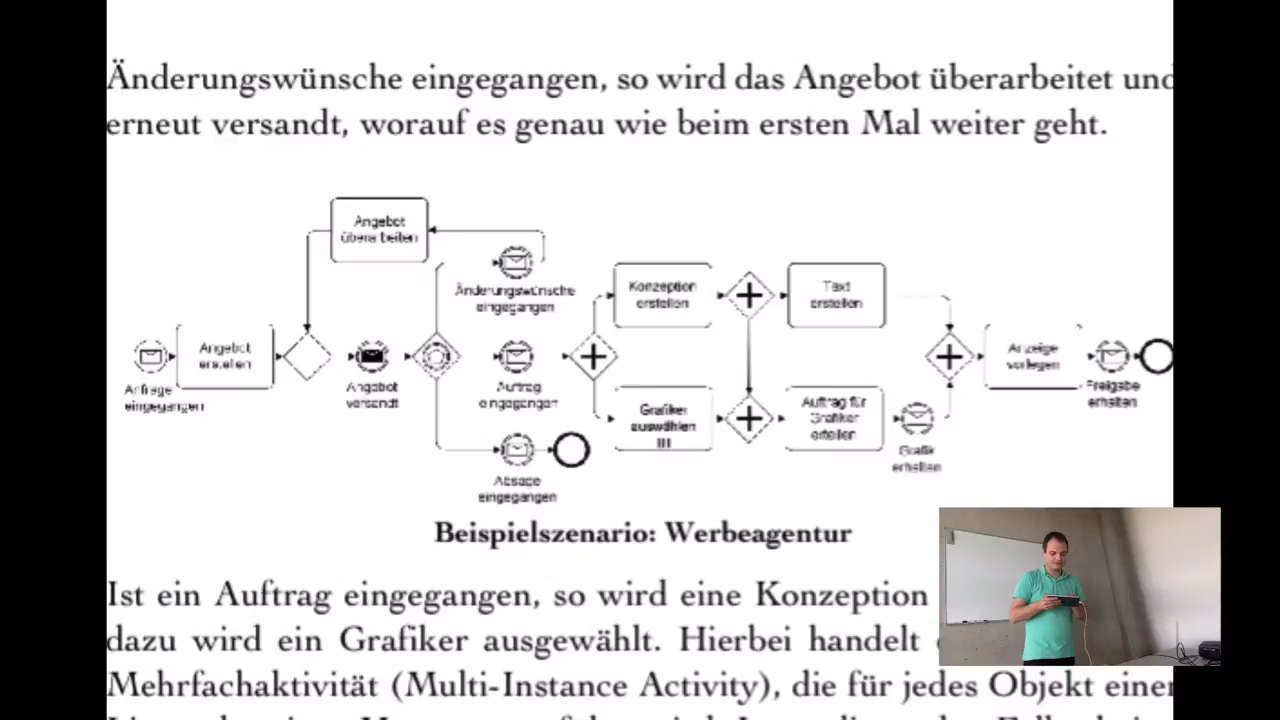 Änderungswünsche eingegangen, so wird das Angebot überarbeitet und
erneut versandt, worauf es genau wie beim ersten Mal weiter geht.
Angebot
überarbeiten
Änderungswünsche
eingegangen
Konzeption
erstellen
Text
erstellen
Anfrage
eingegangen
Angebot
erstellen
Angebot
versandt
Auftrag
eingegangen
Anzeige
vorlegen
Freigabe
erhalten
Grafiker
auswählen
Auftrag für
Grafiker
erteilen
Grafik
erhalten
Absage
eingegangen
Beispielszenario: Werbeagentur
Ist ein Auftrag eingegangen, so wird eine Konzeption
dazu wird ein Grafiker ausgewählt. Hierbei handelt
Mehrfachaktivität (Multi-Instance Activity), die für jedes Objekt einer